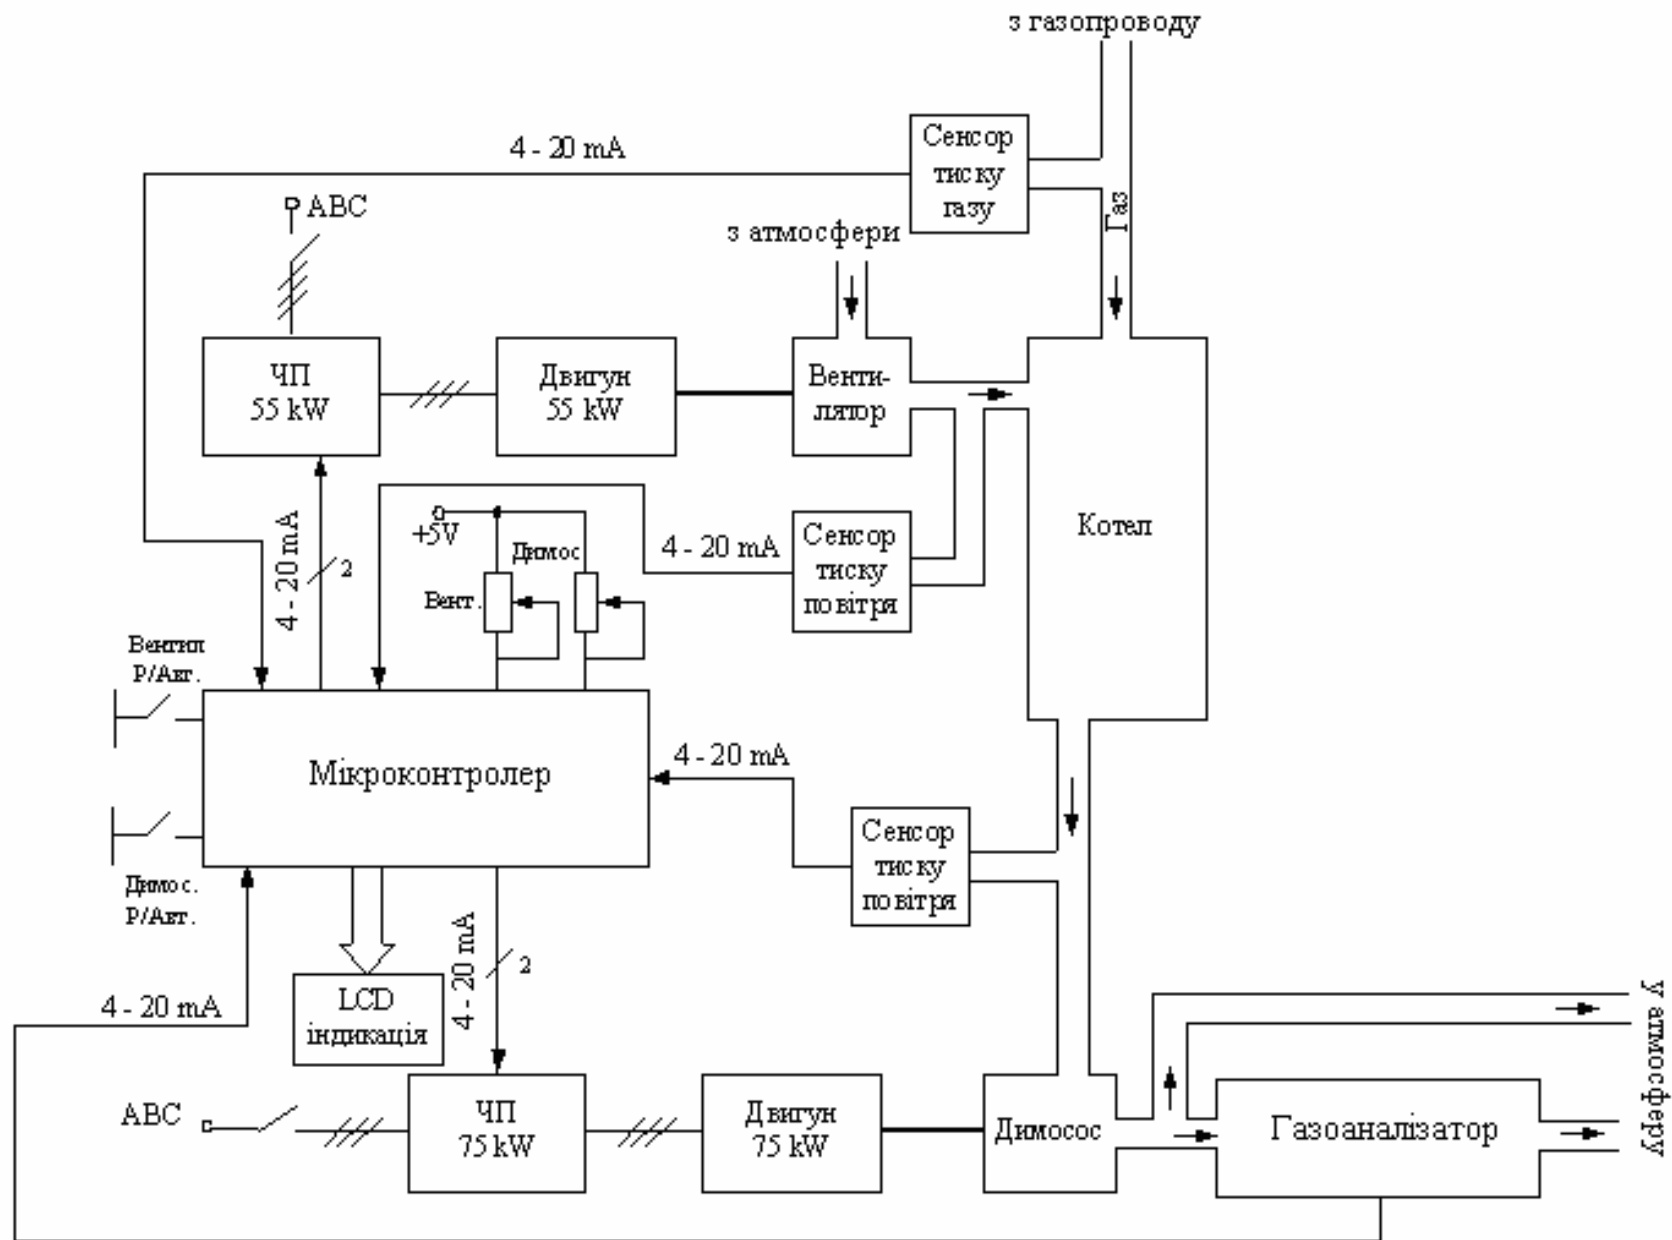 з газопроводу
4 - 20 mA
Сенсор
тиску
газу
Газ
ABC
з атмосфери
ЧП
55 kW
Двигун
55 kW
Венти-
лятор
Котел
+5V
Димос
Вент.
4 - 20 mA
Сенсор
тиску
повітря
4 - 20 mA
2
Вентил
Р/Авт.
Мікроконтролер
4 - 20 mA
Сенсор
тиску
повітря
Димос.
Р/Авт.
4 - 20 mA
2
LCD
індикація
4 - 20 mA
У атмосферу
ABC
ЧП
75 kW
Двигун
75 kW
Димосос
Газоаналізатор